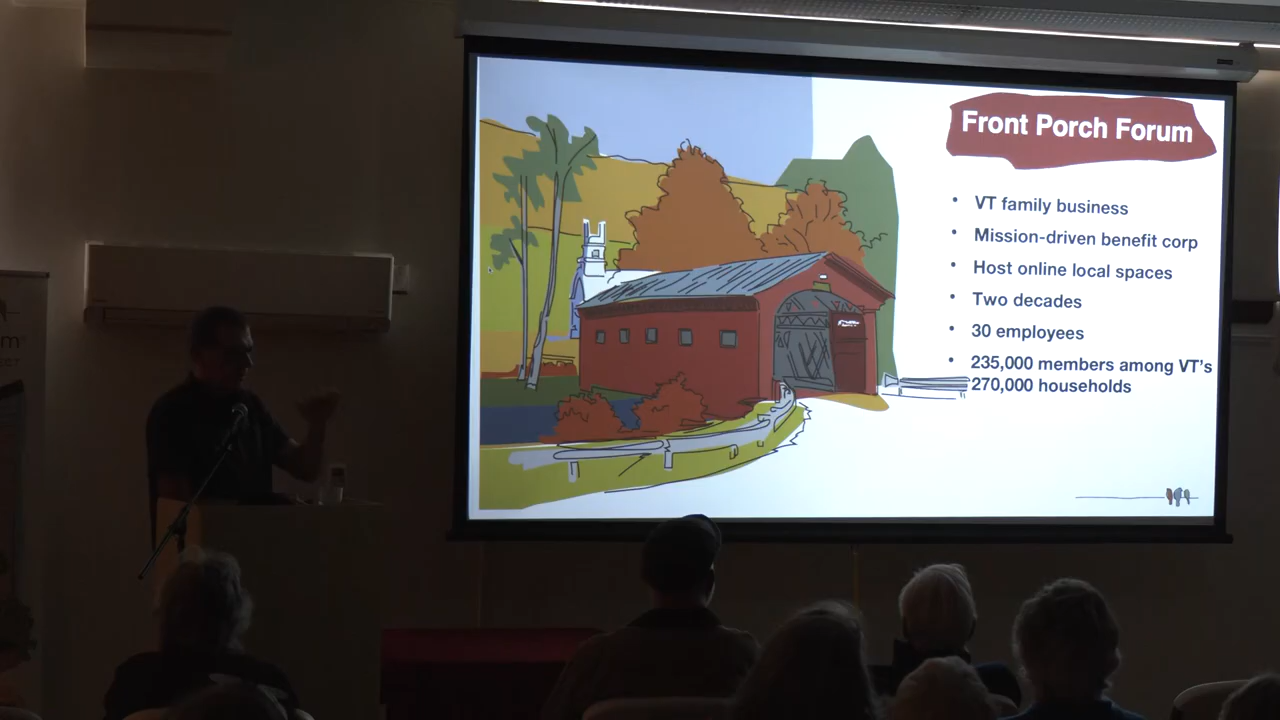 Front Porch Forum
• VT family business
• Mission-driven benefit corp
• Host online local spaces
• Two decades
• 30 employees
• 235,000 members among VT's
270,000 households